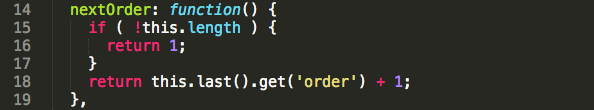 14 nextOrder: function() {
15 if ( !this.length ) {
16 return 1;
17 }
18 return this.last().get('order') + 1;
19 },